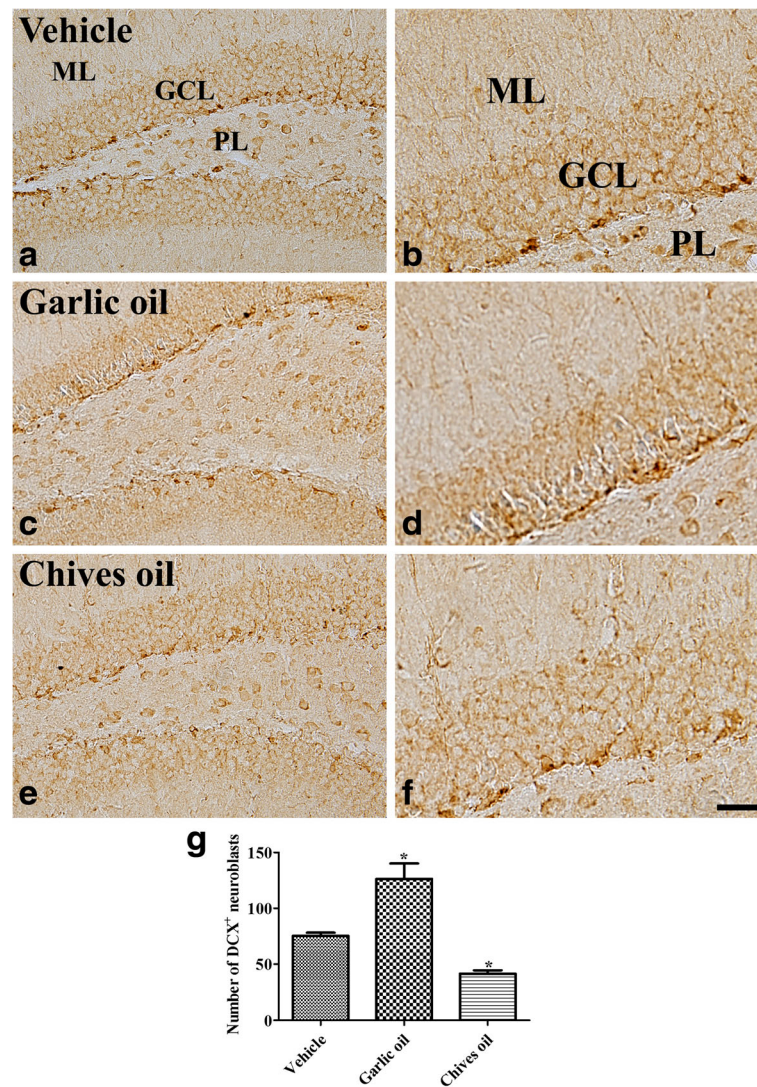 Vehicle
ML
GCL
PL
a
ML
GCL
PL
b
Garlic oil
c
d
Chives oil
e
f
g
Number of DCX+ neuroblasts
150
100
50
0
*
*
Vehicle
Garlic oil
Chives oil